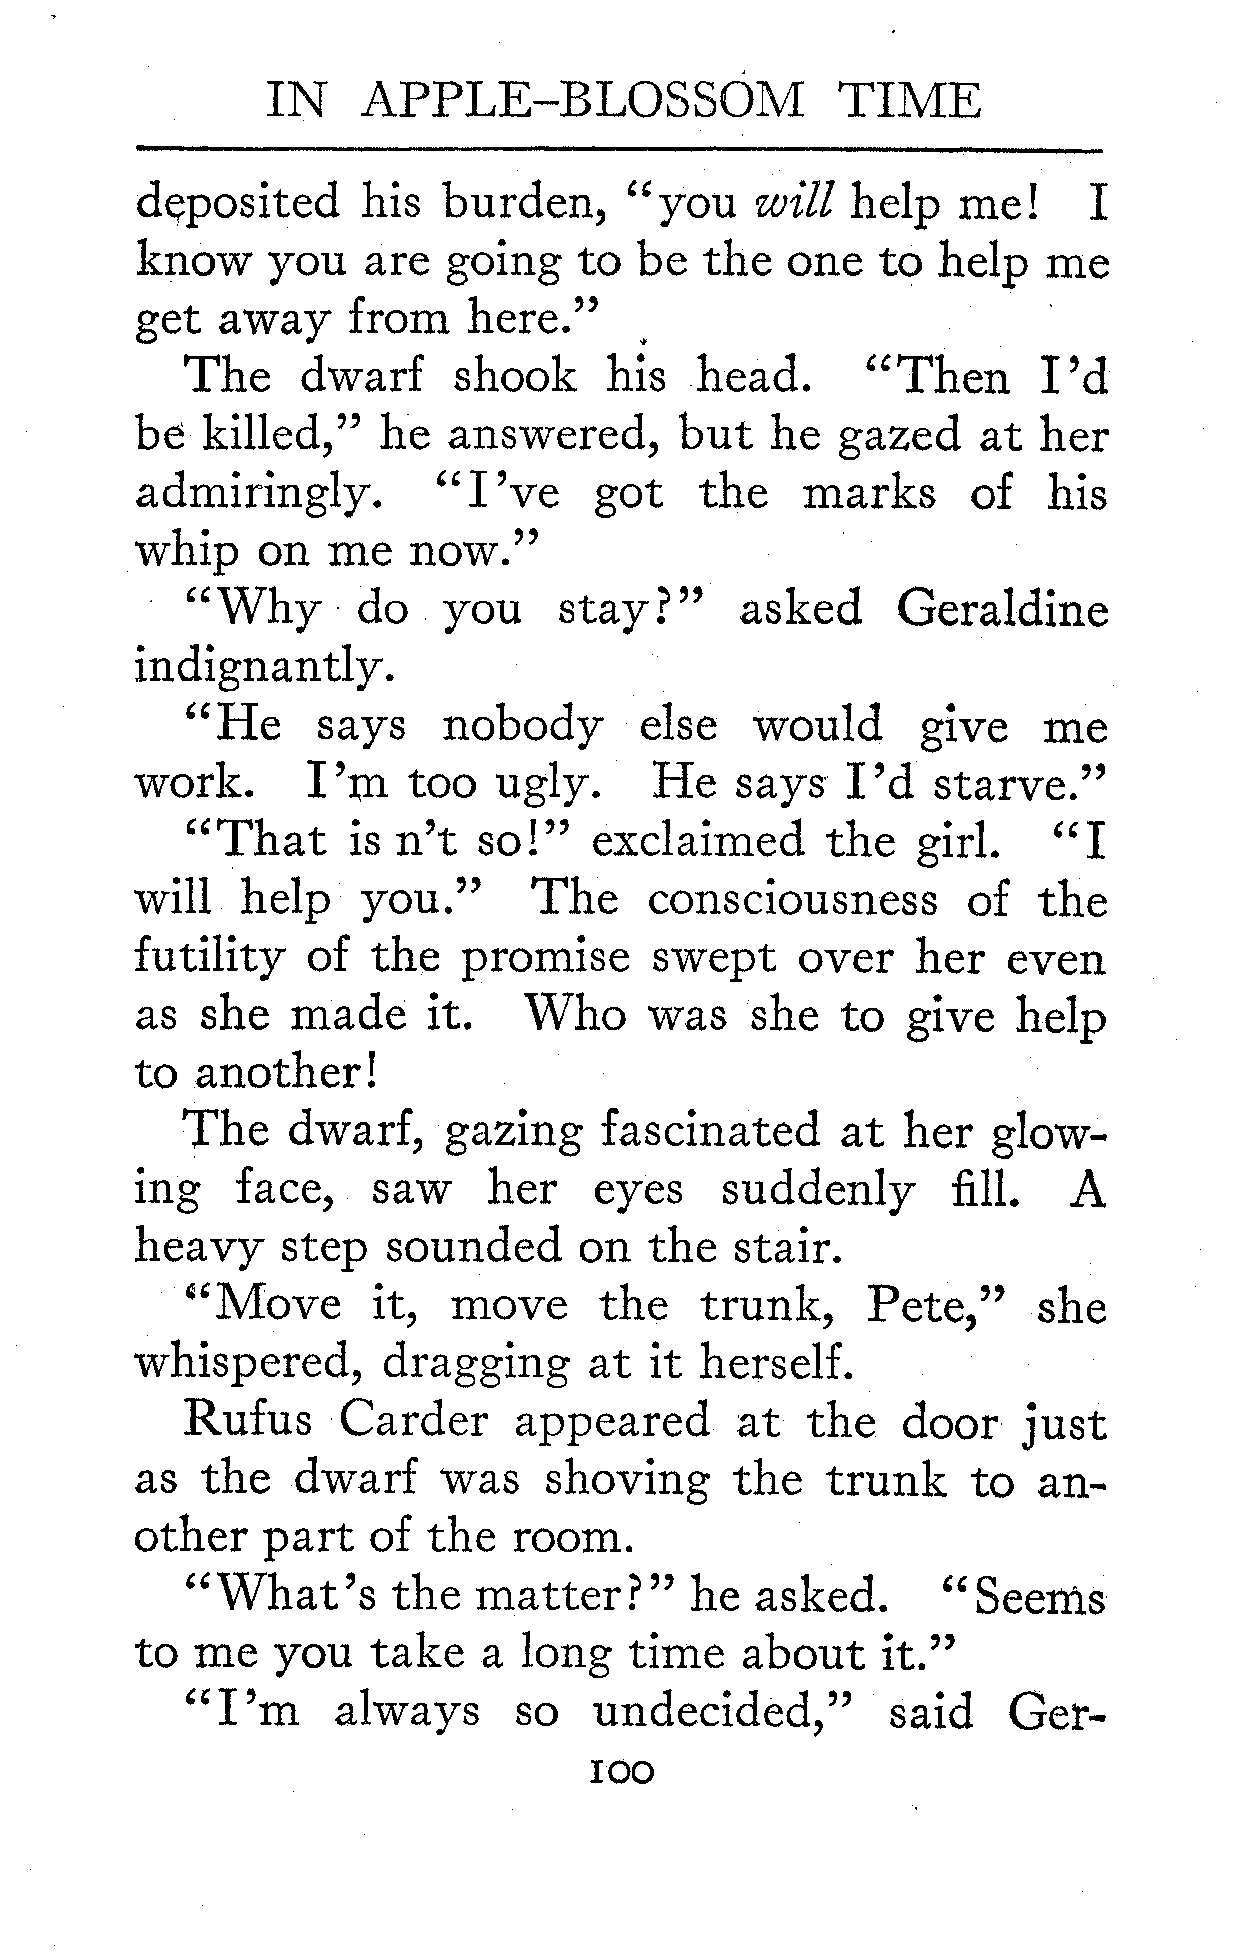 IN APPLE-BLOSSOM TIME
deposited his burden, “you will help me! I
know you are going to be the one to help me
get away from here.”
The dwarf shook his head. “Then I’d
be killed,” he answered, but he gazed at her
admiringly. “I’ve got the marks of his
whip on me now.”
“Why do you stay?” asked Geraldine
indignantly.
“He says nobody else would give me
work. I’m too ugly. He says I’d starve.”
“That is n’t so!” exclaimed the girl. “I
will help you.” The consciousness of the
futility of the promise swept over her even
as she made it. Who was she to give help
to another!
The dwarf, gazing fascinated at her glow-
ing face, saw her eyes suddenly fill. A
heavy step sounded on the stair.
“Move it, move the trunk, Pete,” she
whispered, dragging at it herself.
Rufus Carder appeared at the door just
as the dwarf was shoving the trunk to an-
other part of the room.
“What’s the matter?” he asked. “Seems
to me you take a long time about it.”
“I’m always so undecided,” said Ger-
100